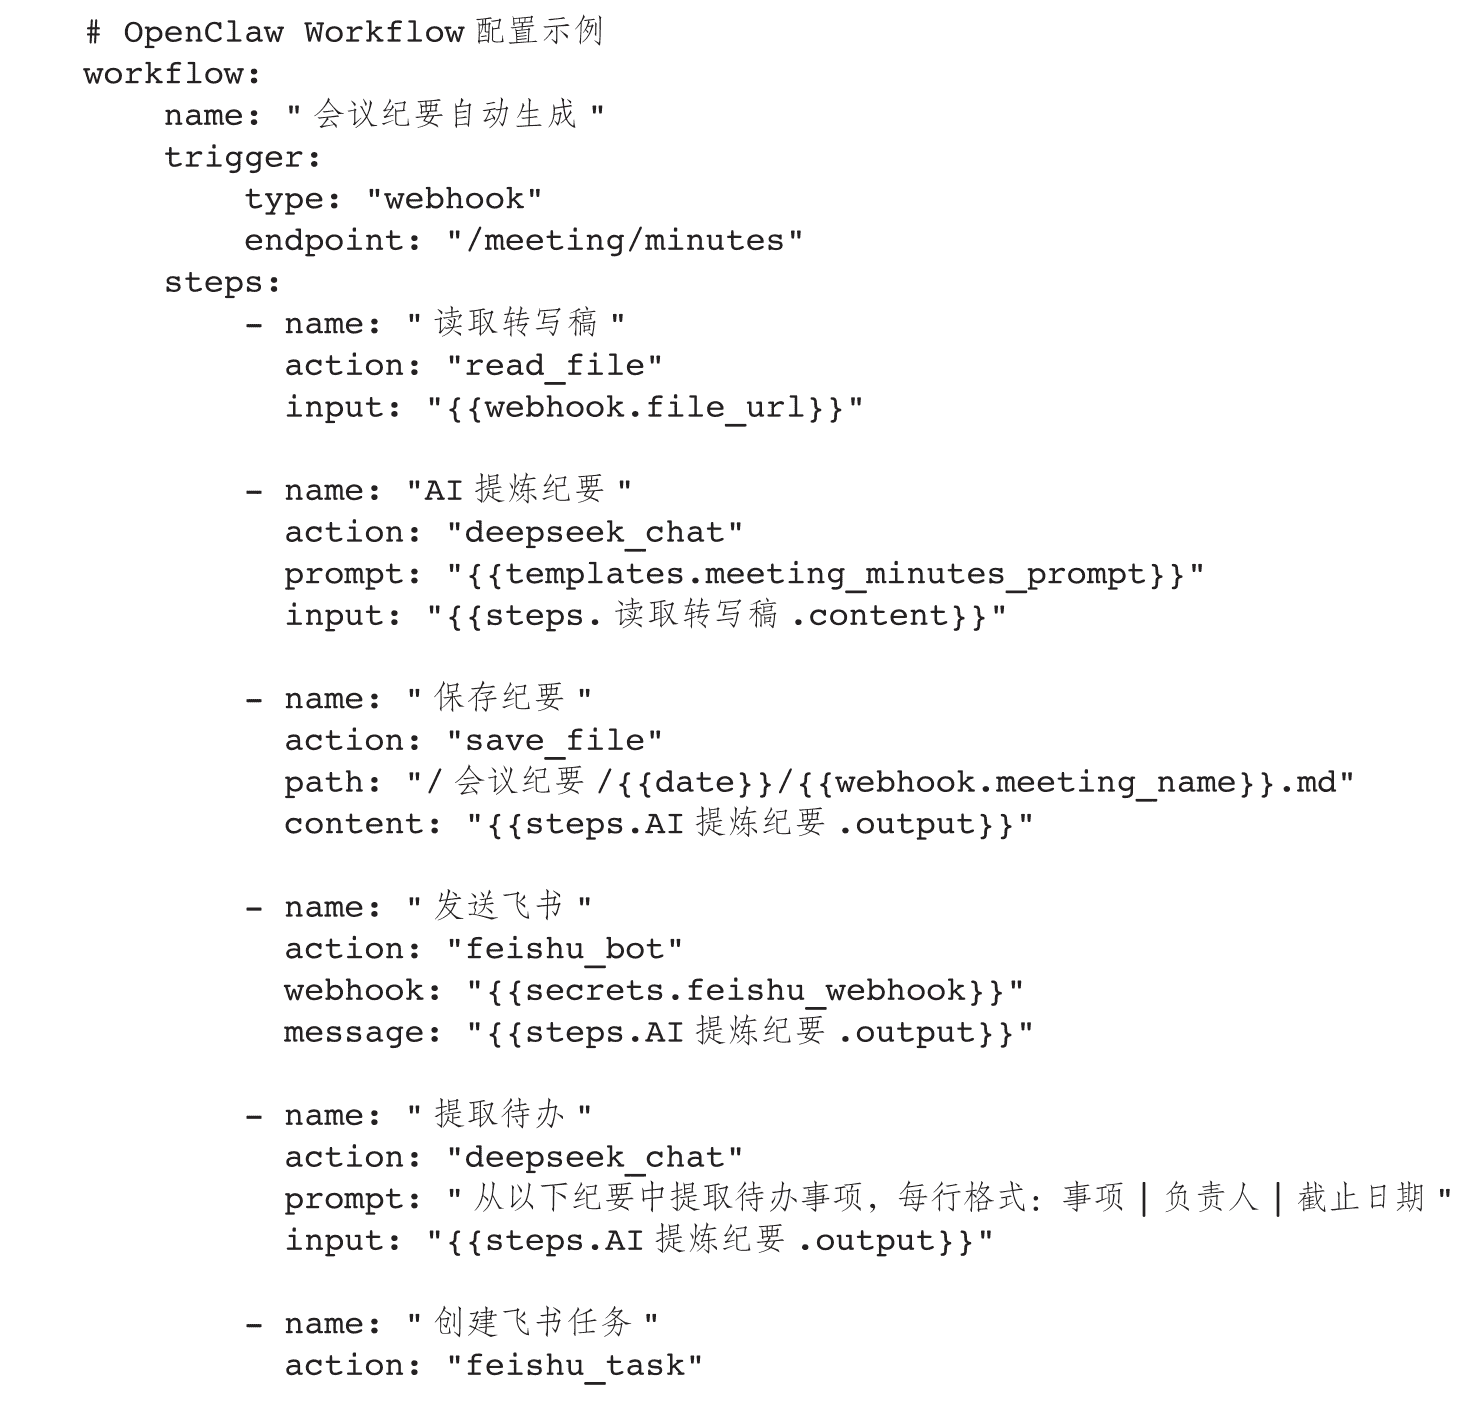 # OpenClaw Workflow 配置示例
workflow:
    name: "会议纪要自动生成"
    trigger:
        type: "webhook"
        endpoint: "/meeting/minutes"
    steps:
        - name: "读取转写稿"
          action: "read_file"
          input: "{{webhook.file_url}}"

        - name: "AI 提炼纪要"
          action: "deepseek_chat"
          prompt: "{{templates.meeting_minutes_prompt}}"
          input: "{{steps.读取转写稿.content}}"

        - name: "保存纪要"
          action: "save_file"
          path: "/会议纪要/{{date}}/{{webhook.meeting_name}}.md"
          content: "{{steps.AI 提炼纪要.output}}"

        - name: "发送飞书"
          action: "feishu_bot"
          webhook: "{{secrets.feishu_webhook}}"
          message: "{{steps.AI 提炼纪要.output}}"

        - name: "提取待办"
          action: "deepseek_chat"
          prompt: "从以下纪要中提取待办事项，每行格式：事项|负责人|截止日期"
          input: "{{steps.AI 提炼纪要.output}}"

        - name: "创建飞书任务"
          action: "feishu_task"